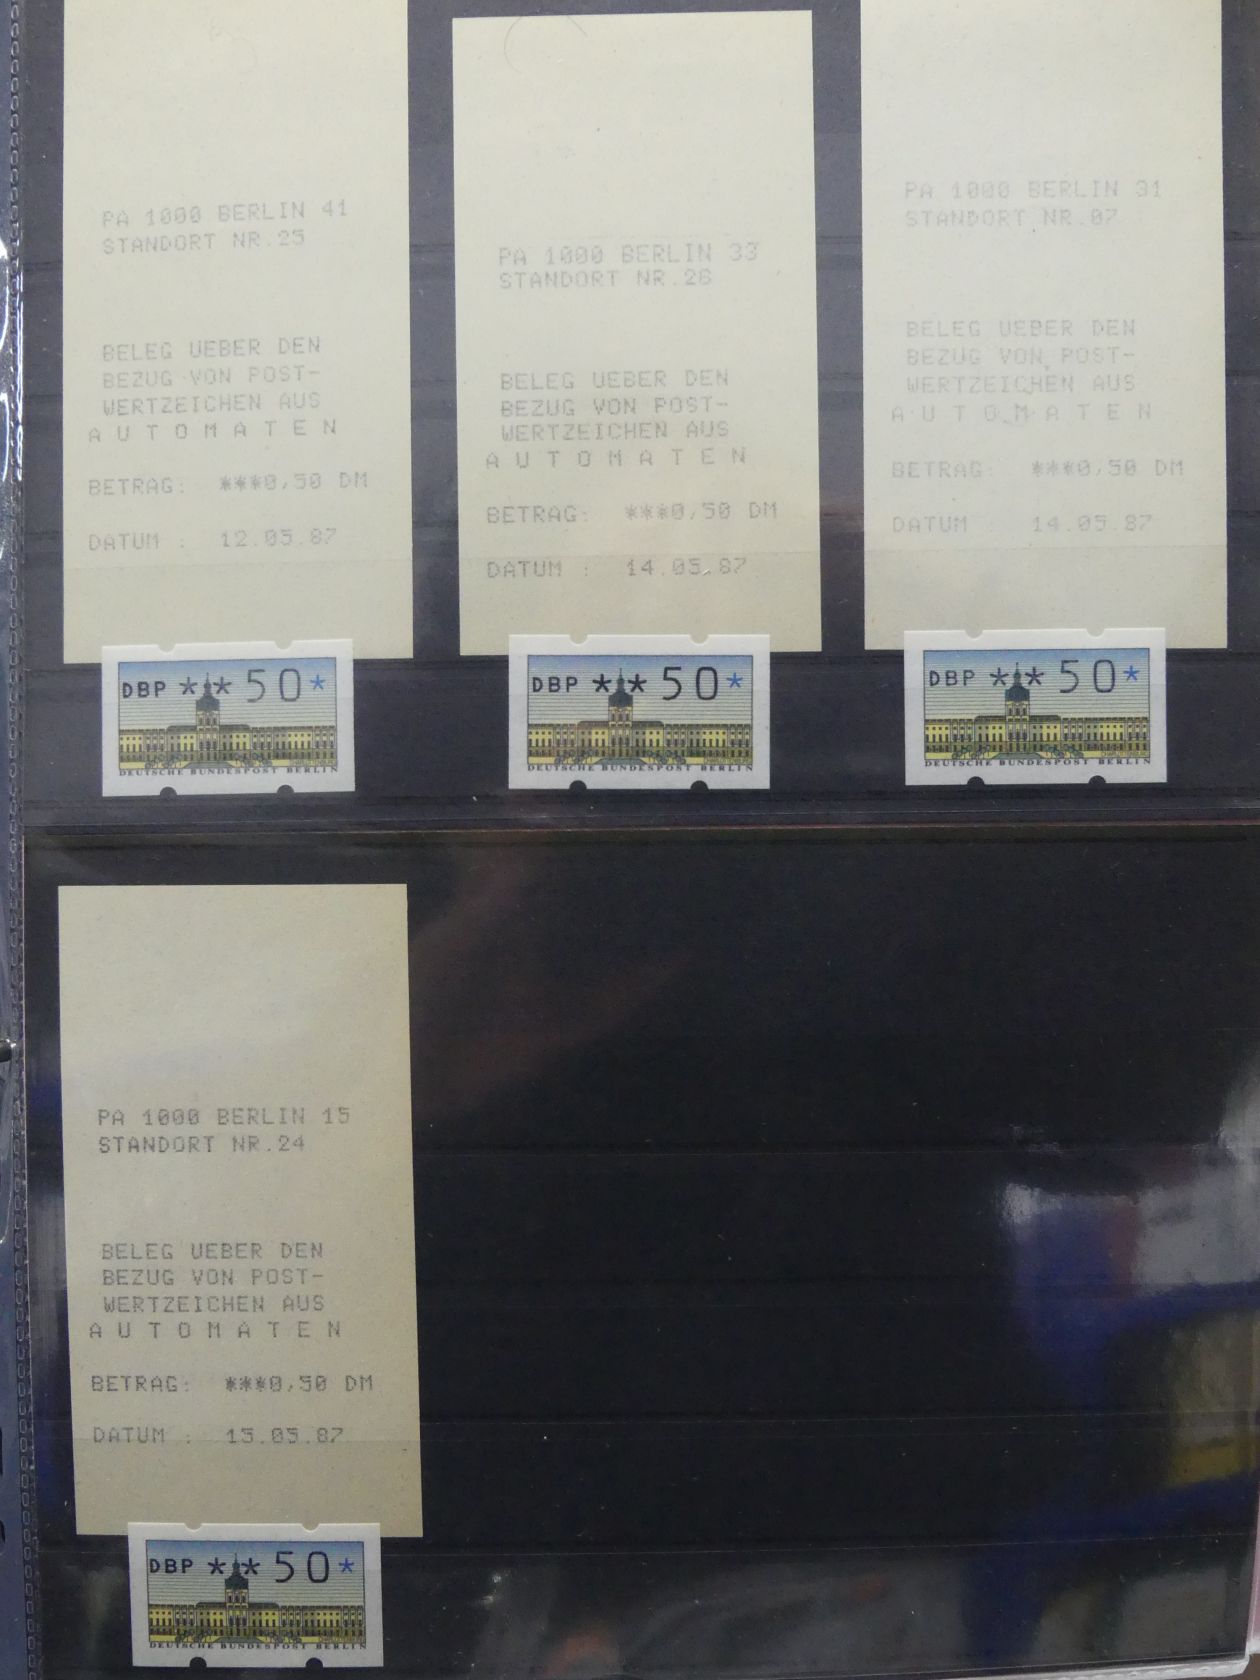 PA 1000 BERLIN 41
STANDORT NR.25
BELEG UEBER DEN
BEZUG VON POST-
WERTZEICHEN AUS
A U T O M A T E N
BETRAG: ***0,50 DM
DATUM : 12.05.87
DBP **50*
DEUTSCHE BUNDESPOST BERLIN
PA 1000 BERLIN 33
STANDORT NR.26
BELEG UEBER DEN
BEZUG VON POST-
WERTZEICHEN AUS
A U T O M A T E N
BETRAG: ***0,50 DM
DATUM : 14.05.87
DBP **50*
DEUTSCHE BUNDESPOST BERLIN
PA 1000 BERLIN 31
STANDORT NR.07
BELEG UEBER DEN
BEZUG VON POST-
WERTZEICHEN AUS
A U T O M A T E N
BETRAG: ***0,50 DM
DATUM : 14.05.87
DBP **50*
DEUTSCHE BUNDESPOST BERLIN
PA 1000 BERLIN 15
STANDORT NR.24
BELEG UEBER DEN
BEZUG VON POST-
WERTZEICHEN AUS
A U T O M A T E N
BETRAG: ***0,50 DM
DATUM : 15.05.87
DBP **50*
DEUTSCHE BUNDESPOST BERLIN